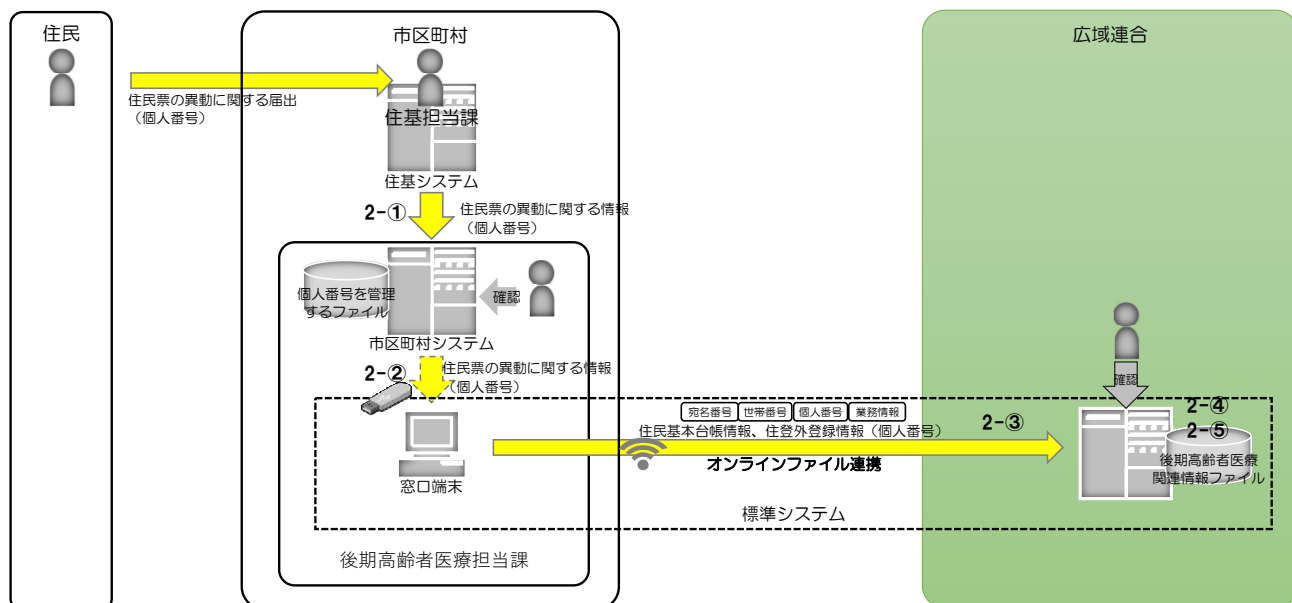 住民
市区町村
広域連合
住民票の異動に関する届出
（個人番号）
住基担当課
住基システム
2-①
住民票の異動に関する情報
（個人番号）
個人番号を管理
するファイル
確認
市区町村システム
2-②
住民票の異動に関する情報
（個人番号）
確認
宛名番号 世帯番号 個人番号 業務情報
住民基本台帳情報、住登外登録情報（個人番号）
2-③
2-④
2-⑤
オンラインファイル連携
後期高齢者医療
関連情報ファイル
窓口端末
標準システム
後期高齢者医療担当課